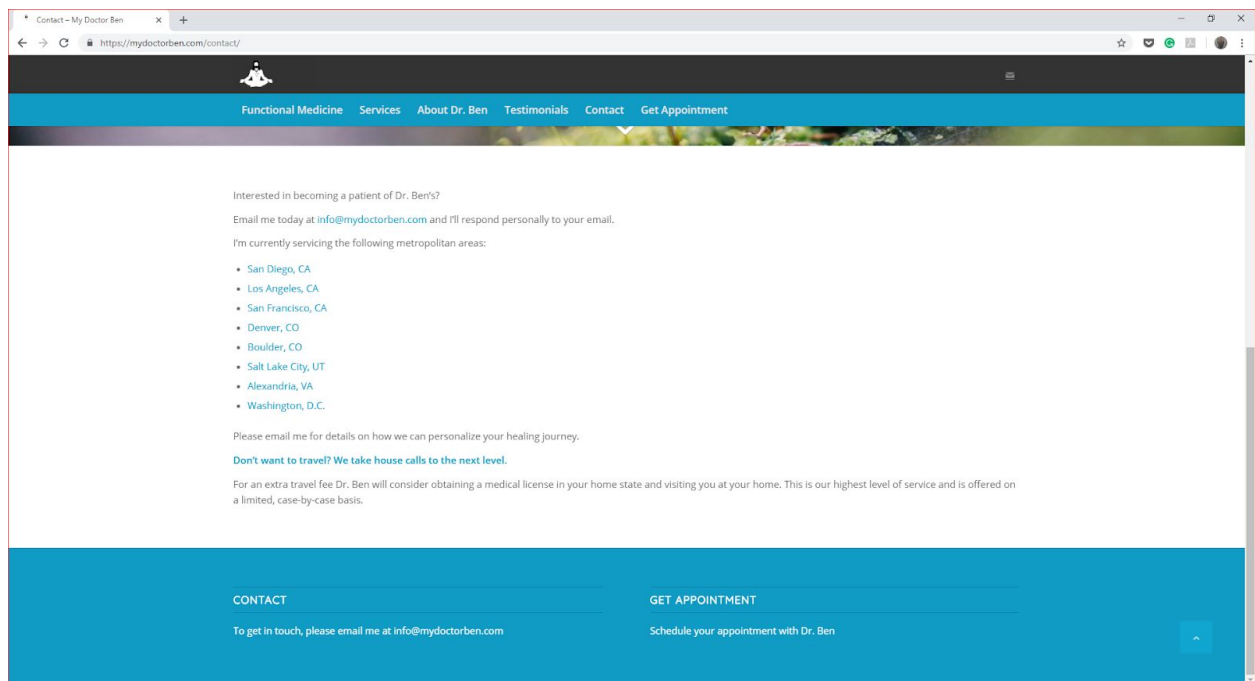 Contact – My Doctor Ben
https://mydoctorben.com/contact/
Functional Medicine Services About Dr. Ben Testimonials Contact Get Appointment
Interested in becoming a patient of Dr. Ben's?
Email me today at info@mydoctorben.com and I'll respond personally to your email.
I'm currently servicing the following metropolitan areas:
• San Diego, CA
• Los Angeles, CA
• San Francisco, CA
• Denver, CO
• Boulder, CO
• Salt Lake City, UT
• Alexandria, VA
• Washington, D.C.
Please email me for details on how we can personalize your healing journey.
Don't want to travel? We take house calls to the next level.
For an extra travel fee Dr. Ben will consider obtaining a medical license in your home state and visiting you at your home. This is our highest level of service and is offered on
a limited, case-by-case basis.
CONTACT
To get in touch, please email me at info@mydoctorben.com
GET APPOINTMENT
Schedule your appointment with Dr. Ben